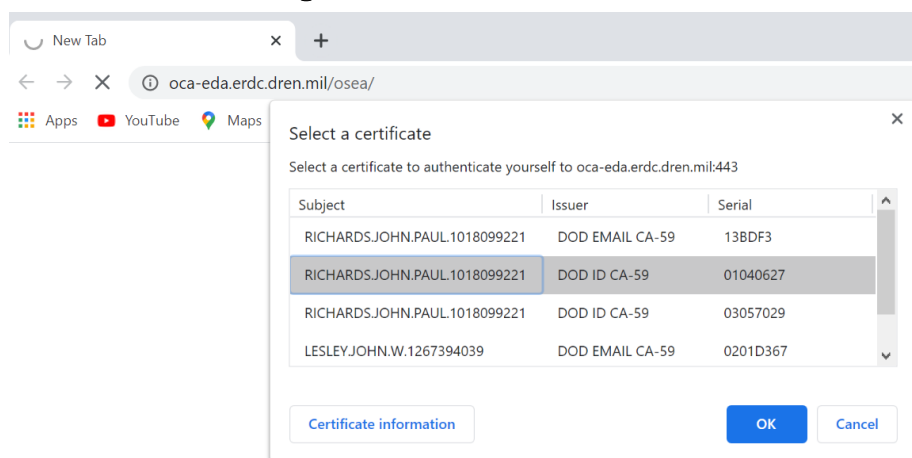 New Tab
oca-eda.erdc.dren.mil/osea/
Apps YouTube Maps
Select a certificate
Select a certificate to authenticate yourself to oca-eda.erdc.dren.mil:443
Subject Issuer Serial
RICHARDS.JOHN.PAUL.1018099221 DOD EMAIL CA-59 13BDF3
RICHARDS.JOHN.PAUL.1018099221 DOD ID CA-59 01040627
RICHARDS.JOHN.PAUL.1018099221 DOD ID CA-59 03057029
LESLEY.JOHN.W.1267394039 DOD EMAIL CA-59 0201D367
Certificate information OK Cancel